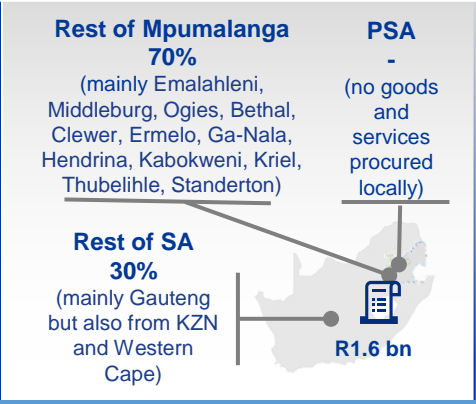 Rest of Mpumalanga
70%
(mainly Emalahleni,
Middleburg, Ogies, Bethal,
Clewer, Ermelo, Ga-Nala,
Hendrina, Kabokweni, Kriel,
Thubelihle, Standerton)
PSA
-
(no goods
and
services
procured
locally)
Rest of SA
30%
(mainly Gauteng
but also from KZN
and Western
Cape)
R1.6 bn